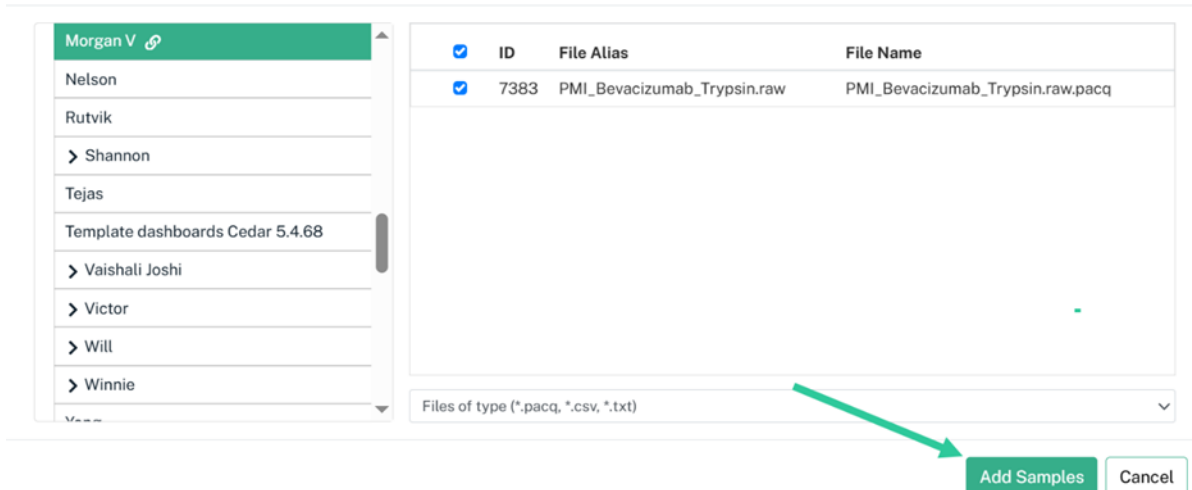 Morgan V
Nelson
Rutvik
Shannon
Tejas
Template dashboards Cedar 5.4.68
Vaishali Joshi
Victor
Will
Winnie
ID File Alias File Name
7383 PMI_Bevacizumab_Trypsin.raw PMI_Bevacizumab_Trypsin.raw.pacq
Files of type (*.pacq, *.csv, *.txt)
Add Samples Cancel